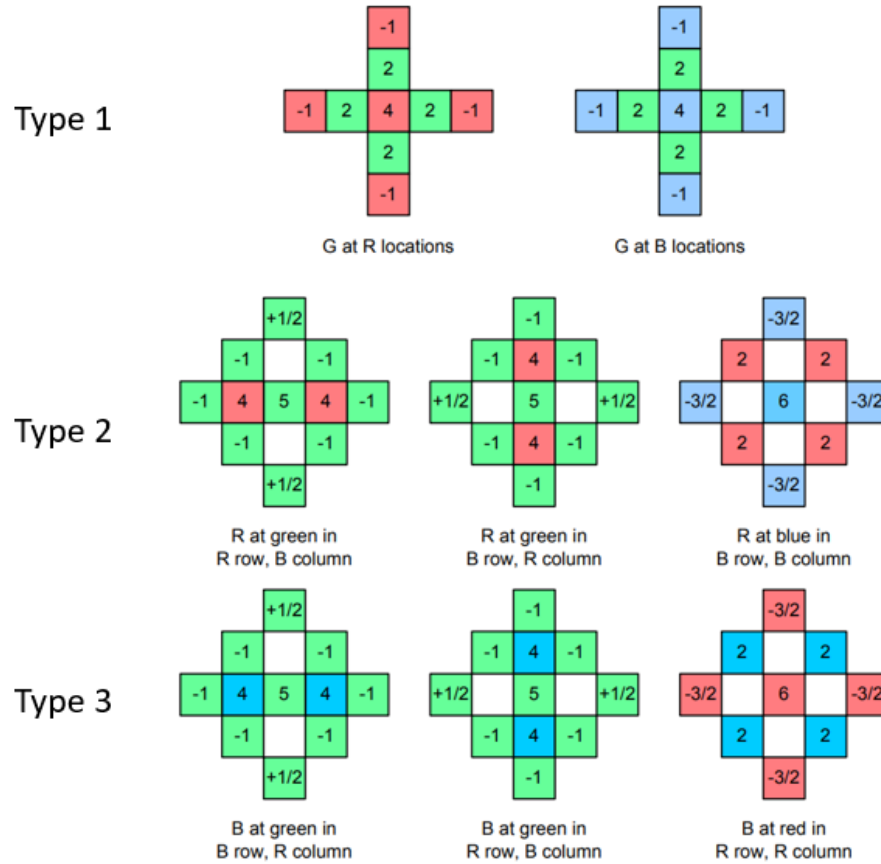 -1
2
-1 2 4 2 -1
2
-1
G at R locations
-1
2
-1 2 4 2 -1
2
-1
G at B locations
Type 1
+1/2
-1 -1
-1 4 5 4 -1
-1 -1
+1/2
R at green in
R row, B column
-1
-1 4 -1
+1/2 5 +1/2
-1 4 -1
-1
R at green in
B row, R column
-3/2
2 2
-3/2 6 -3/2
2 2
-3/2
R at blue in
B row, B column
Type 2
+1/2
-1 -1
-1 4 5 4 -1
-1 -1
+1/2
B at green in
B row, R column
-1
-1 4 -1
+1/2 5 +1/2
-1 4 -1
-1
B at green in
R row, B column
-3/2
2 2
-3/2 6 -3/2
2 2
-3/2
B at red in
R row, R column
Type 3